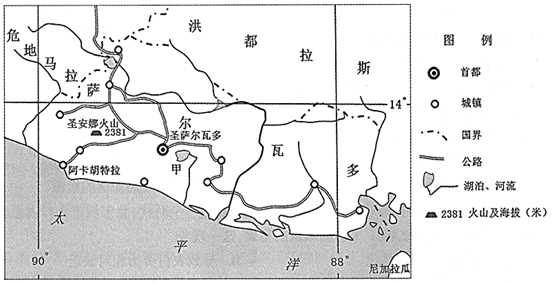 危地马拉
洪都拉斯
萨尔瓦多
14°
圣安娜火山
2381
圣萨尔瓦多
阿卡胡特拉
甲
太平洋
90°
88°
尼加拉瓜
图例
首都
城镇
国界
公路
湖泊、河流
2381 火山及海拔（米）